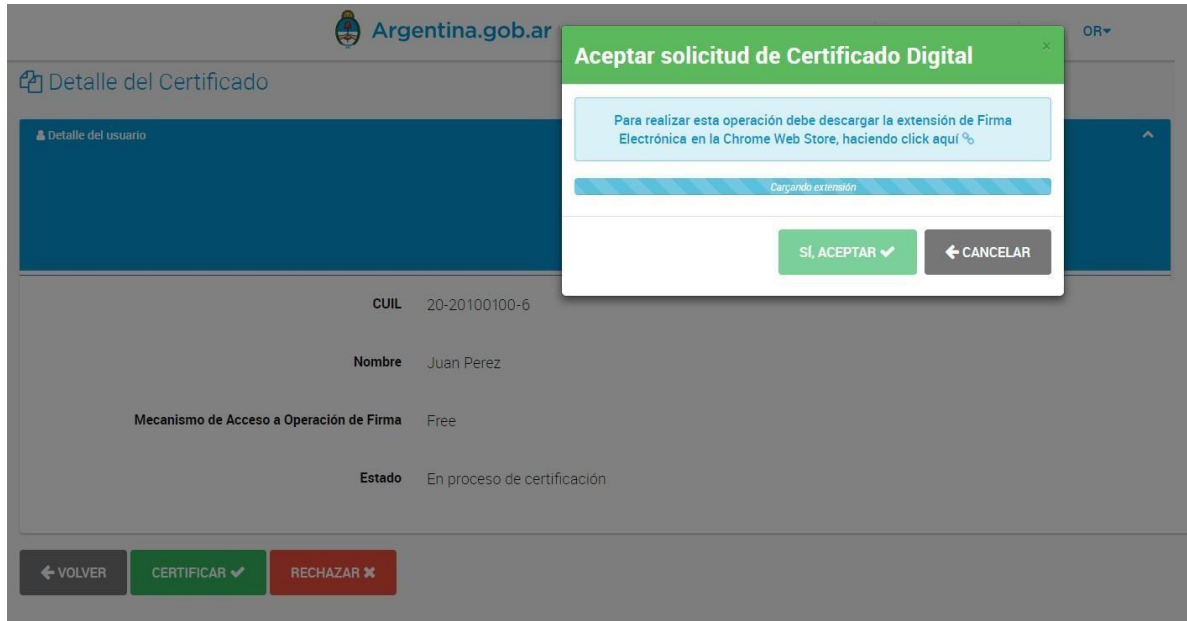 Argentina.gob.ar
OR
Aceptar solicitud de Certificado Digital
×
Para realizar esta operación debe descargar la extensión de Firma
Electrónica en la Chrome Web Store, haciendo click aquí
Cargando extensión
SÍ, ACEPTAR
CANCELAR
Detalle del Certificado
Detalle del usuario
CUIL 20-20100100-6
Nombre Juan Perez
Mecanismo de Acceso a Operación de Firma Free
Estado En proceso de certificación
VOLVER
CERTIFICAR
RECHAZAR